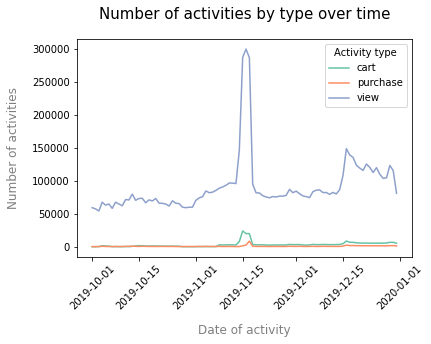 Number of activities by type over time
Number of activities
300000
250000
200000
150000
100000
50000
0
Activity type
cart
purchase
view
2019-10-01
2019-10-15
2019-11-01
2019-11-15
2019-12-01
2019-12-15
2020-01-01
Date of activity